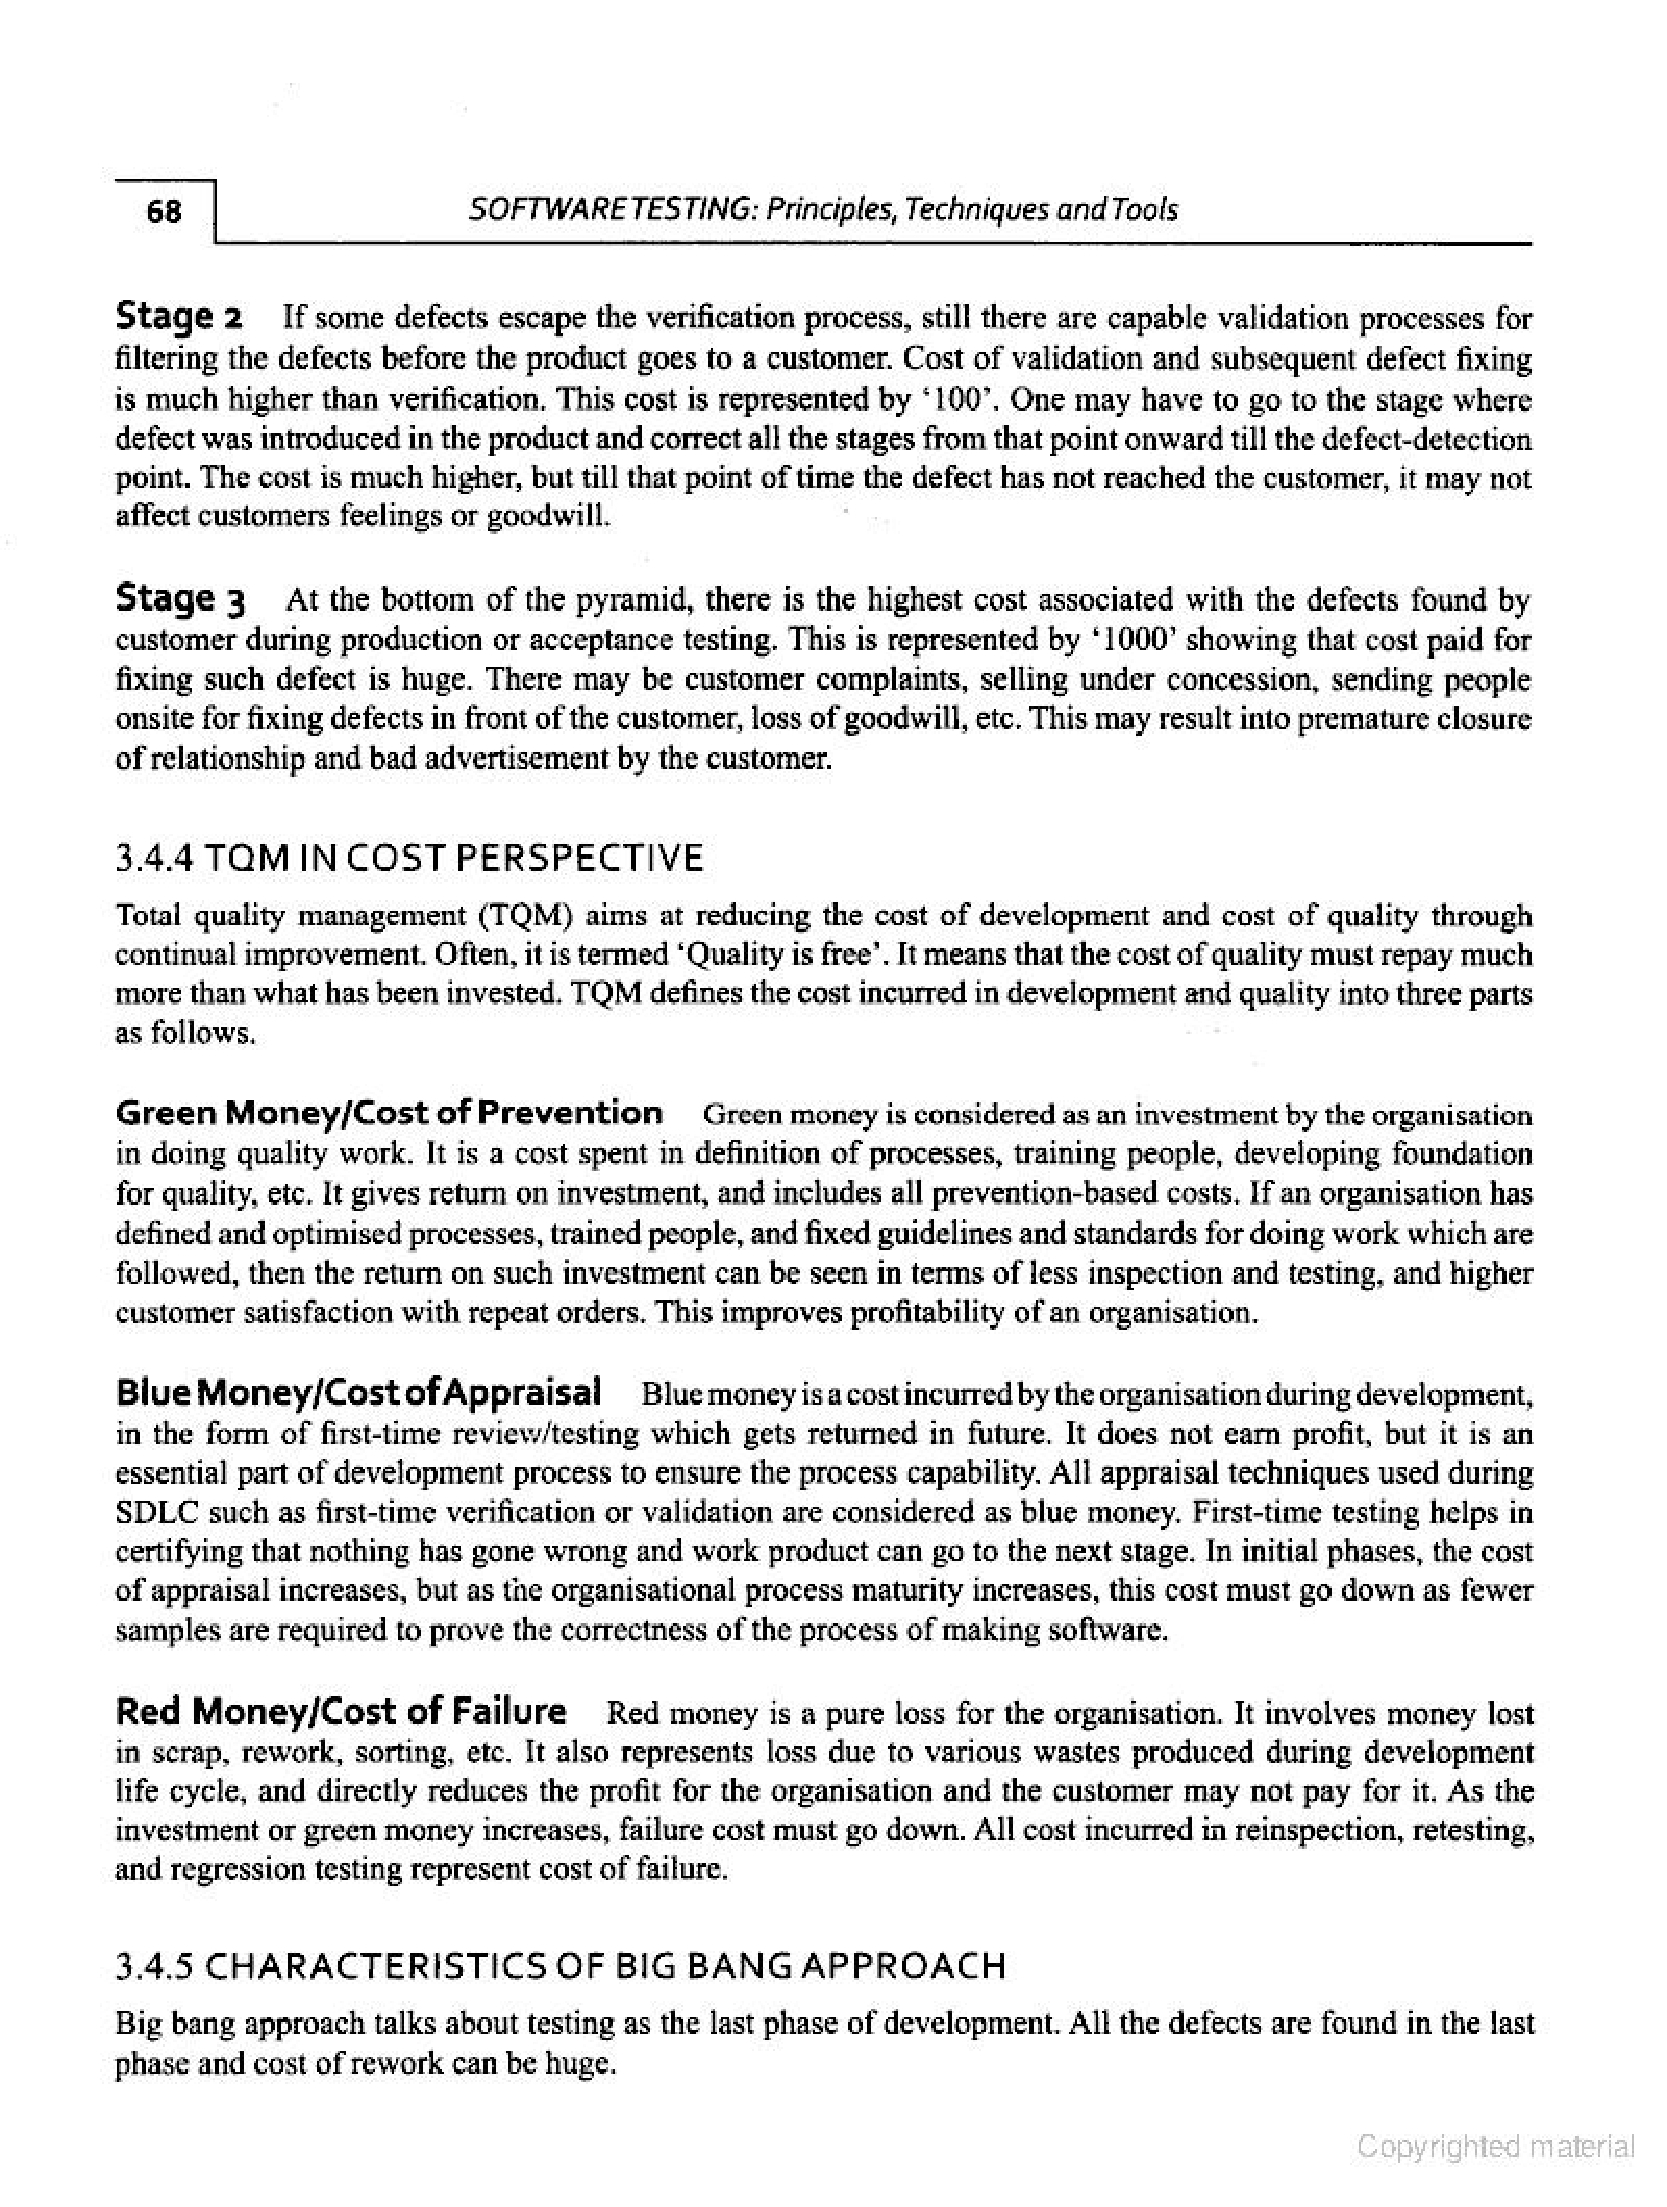 68
SOFTWARE TESTING: Principles, Techniques and Tools
Stage 2 If some defects escape the verification process, still there are capable validation processes for
filtering the defects before the product goes to a customer. Cost of validation and subsequent defect fixing
is much higher than verification. This cost is represented by ‘100’. One may have to go to the stage where
defect was introduced in the product and correct all the stages from that point onward till the defect-detection
point. The cost is much higher, but till that point of time the defect has not reached the customer, it may not
affect customers feelings or goodwill.
Stage 3 At the bottom of the pyramid, there is the highest cost associated with the defects found by
customer during production or acceptance testing. This is represented by ‘1000’ showing that cost paid for
fixing such defect is huge. There may be customer complaints, selling under concession, sending people
onsite for fixing defects in front of the customer, loss of goodwill, etc. This may result into premature closure
of relationship and bad advertisement by the customer.
3.4.4 TQM IN COST PERSPECTIVE
Total quality management (TQM) aims at reducing the cost of development and cost of quality through
continual improvement. Often, it is termed ‘Quality is free’. It means that the cost of quality must repay much
more than what has been invested. TQM defines the cost incurred in development and quality into three parts
as follows.
Green Money/Cost of Prevention Green money is considered as an investment by the organisation
in doing quality work. It is a cost spent in definition of processes, training people, developing foundation
for quality, etc. It gives return on investment, and includes all prevention-based costs. If an organisation has
defined and optimised processes, trained people, and fixed guidelines and standards for doing work which are
followed, then the return on such investment can be seen in terms of less inspection and testing, and higher
customer satisfaction with repeat orders. This improves profitability of an organisation.
Blue Money/Cost of Appraisal Blue money is a cost incurred by the organisation during development,
in the form of first-time review/testing which gets returned in future. It does not earn profit, but it is an
essential part of development process to ensure the process capability. All appraisal techniques used during
SDLC such as first-time verification or validation are considered as blue money. First-time testing helps in
certifying that nothing has gone wrong and work product can go to the next stage. In initial phases, the cost
of appraisal increases, but as the organisational process maturity increases, this cost must go down as fewer
samples are required to prove the correctness of the process of making software.
Red Money/Cost of Failure Red money is a pure loss for the organisation. It involves money lost
in scrap, rework, sorting, etc. It also represents loss due to various wastes produced during development
life cycle, and directly reduces the profit for the organisation and the customer may not pay for it. As the
investment or green money increases, failure cost must go down. All cost incurred in reinspection, retesting,
and regression testing represent cost of failure.
3.4.5 CHARACTERISTICS OF BIG BANG APPROACH
Big bang approach talks about testing as the last phase of development. All the defects are found in the last
phase and cost of rework can be huge.
Copyrighted material